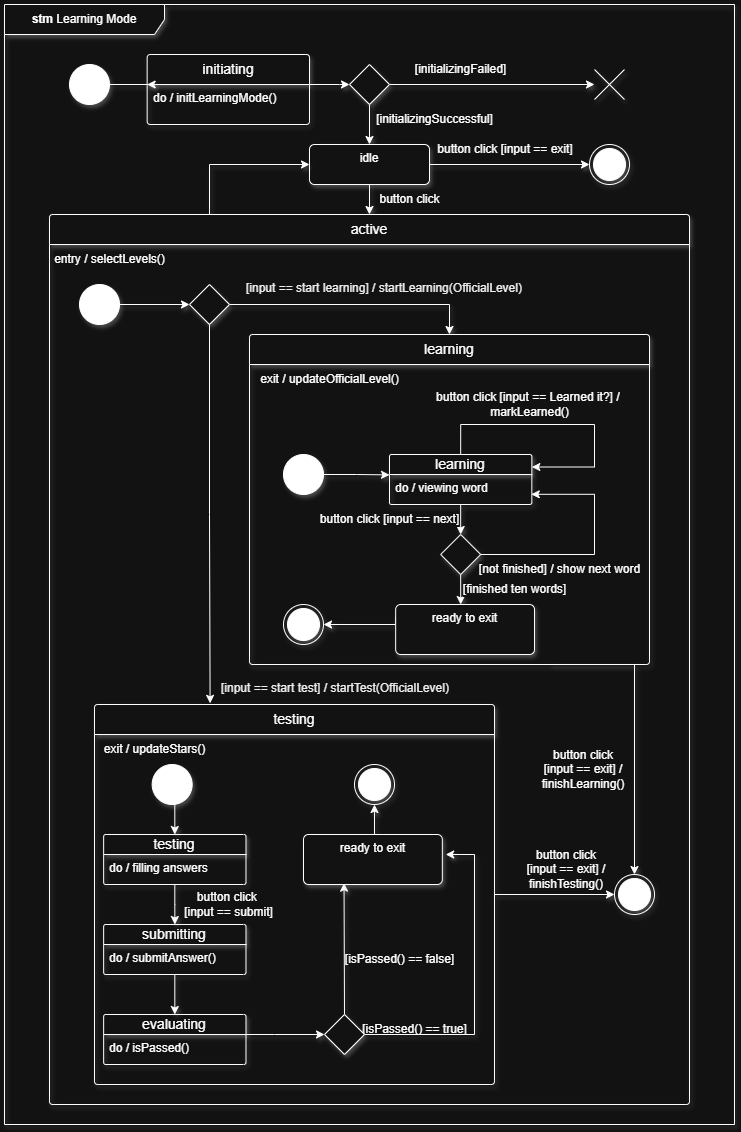 stm Learning Mode
initiating
do / initLearningMode()
[initializingFailed]
[initializingSuccessful]
idle
button click [input == exit]
button click
active
entry / selectLevels()
[input == start learning] / startLearning(OfficialLevel)
learning
exit / updateOfficialLevel()
button click [input == Learned it?] /
markLearned()
learning
do / viewing word
button click [input == next]
[not finished] / show next word
[finished ten words]
ready to exit
[input == start test] / startTest(OfficialLevel)
testing
exit / updateStars()
button click
[input == exit] /
finishLearning()
testing
do / filling answers
ready to exit
button click
[input == exit] /
finishTesting()
button click
[input == submit]
submitting
do / submitAnswer()
[isPassed() == false]
evaluating
do / isPassed()
[isPassed() == true]